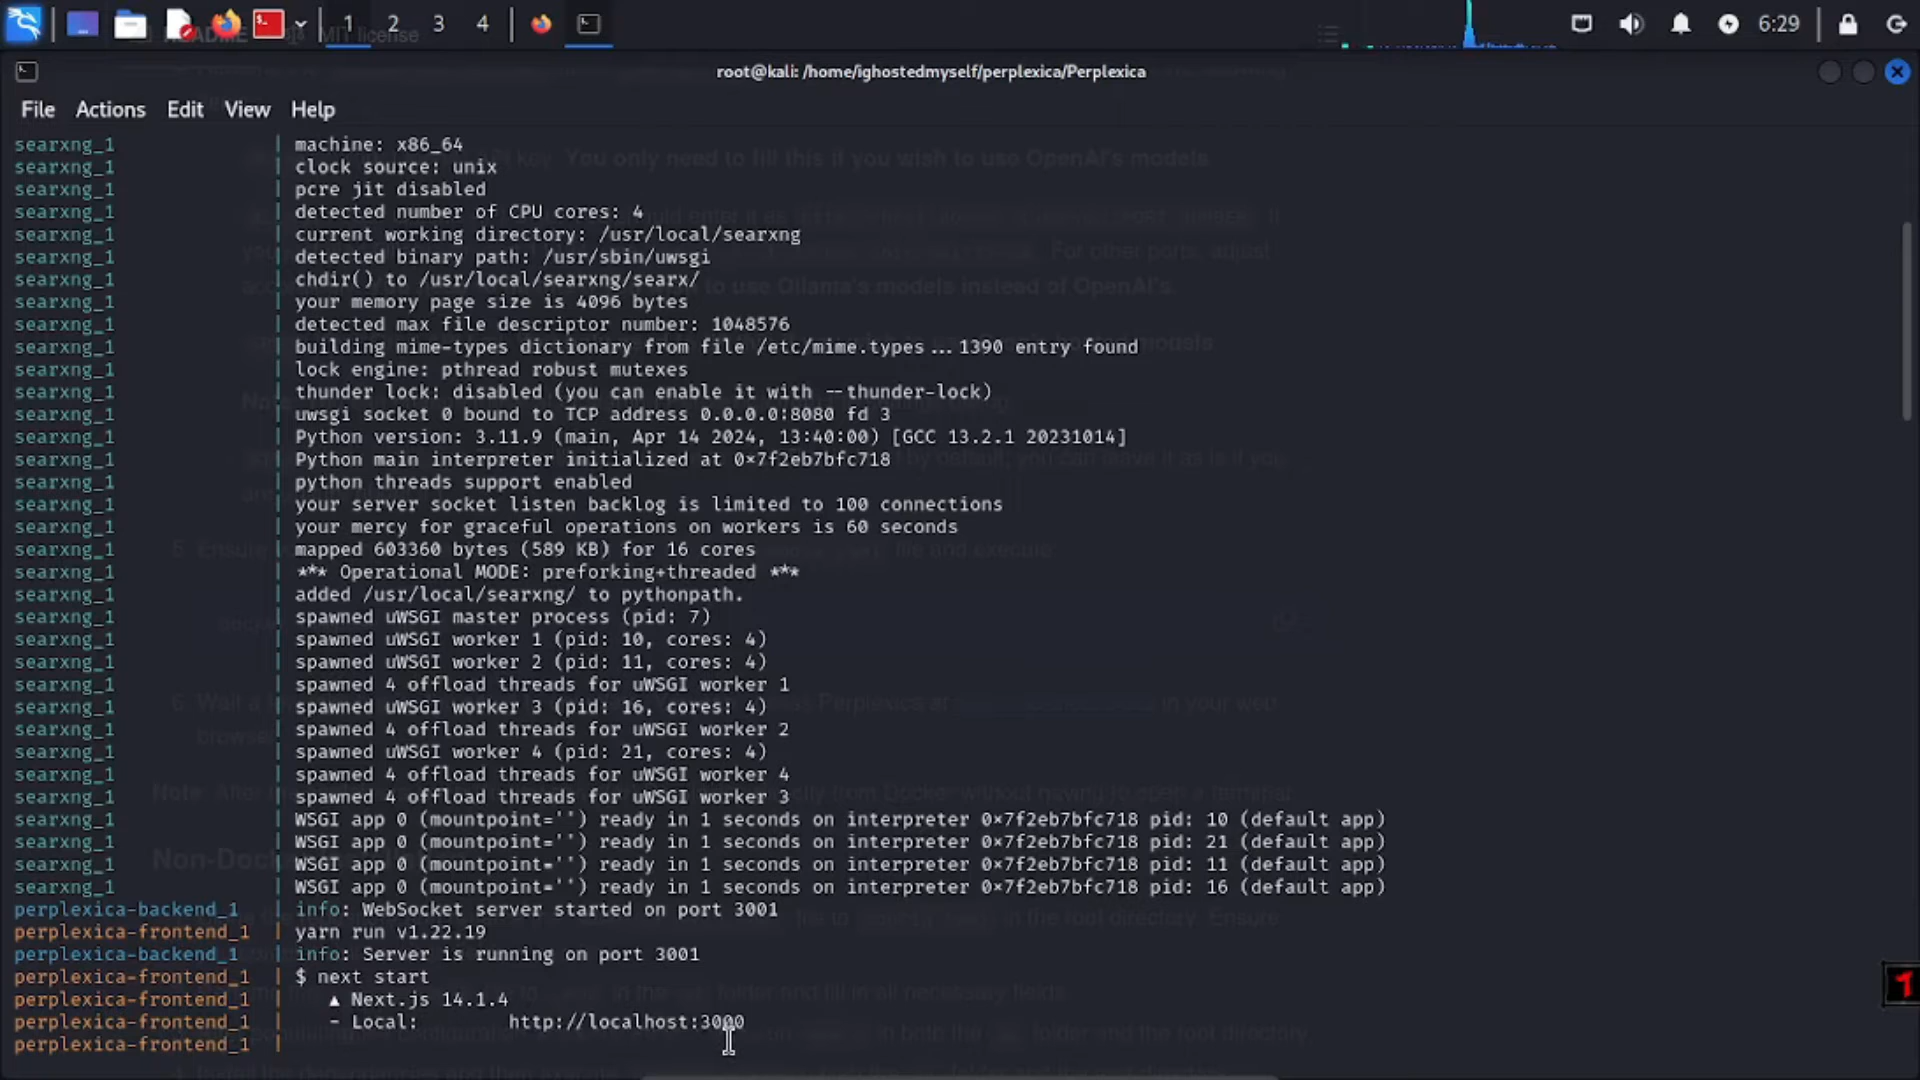 1 2 3 4 6:29
README MIT license
root@kali: /home/ighostedmyself/perplexica/Perplexica
File Actions Edit View Help
searxng_1 | machine: x86_64
searxng_1 | clock source: unix
searxng_1 | pcre jit disabled
searxng_1 | detected number of CPU cores: 4
searxng_1 | current working directory: /usr/local/searxng
searxng_1 | detected binary path: /usr/sbin/uwsgi
searxng_1 | chdir() to /usr/local/searxng/searx/
searxng_1 | your memory page size is 4096 bytes
searxng_1 | detected max file descriptor number: 1048576
searxng_1 | building mime-types dictionary from file /etc/mime.types...1390 entry found
searxng_1 | lock engine: pthread robust mutexes
searxng_1 | thunder lock: disabled (you can enable it with --thunder-lock)
searxng_1 | uwsgi socket 0 bound to TCP address 0.0.0.0:8080 fd 3
searxng_1 | Python version: 3.11.9 (main, Apr 14 2024, 13:40:00) [GCC 13.2.1 20231014]
searxng_1 | Python main interpreter initialized at 0x7f2eb7bfc718
searxng_1 | python threads support enabled
searxng_1 | your server socket listen backlog is limited to 100 connections
searxng_1 | your mercy for graceful operations on workers is 60 seconds
searxng_1 | mapped 603360 bytes (589 KB) for 16 cores
searxng_1 | *** Operational MODE: preforking+threaded ***
searxng_1 | added /usr/local/searxng/ to pythonpath.
searxng_1 | spawned uWSGI master process (pid: 7)
searxng_1 | spawned uWSGI worker 1 (pid: 10, cores: 4)
searxng_1 | spawned uWSGI worker 2 (pid: 11, cores: 4)
searxng_1 | spawned 4 offload threads for uWSGI worker 1
searxng_1 | spawned uWSGI worker 3 (pid: 16, cores: 4)
searxng_1 | spawned 4 offload threads for uWSGI worker 2
searxng_1 | spawned uWSGI worker 4 (pid: 21, cores: 4)
searxng_1 | spawned 4 offload threads for uWSGI worker 4
searxng_1 | spawned 4 offload threads for uWSGI worker 3
searxng_1 | WSGI app 0 (mountpoint='') ready in 1 seconds on interpreter 0x7f2eb7bfc718 pid: 10 (default app)
searxng_1 | WSGI app 0 (mountpoint='') ready in 1 seconds on interpreter 0x7f2eb7bfc718 pid: 21 (default app)
searxng_1 | WSGI app 0 (mountpoint='') ready in 1 seconds on interpreter 0x7f2eb7bfc718 pid: 11 (default app)
searxng_1 | WSGI app 0 (mountpoint='') ready in 1 seconds on interpreter 0x7f2eb7bfc718 pid: 16 (default app)
perplexica-backend_1 | info: WebSocket server started on port 3001
perplexica-frontend_1 | yarn run v1.22.19
perplexica-backend_1 | info: Server is running on port 3001
perplexica-frontend_1 | $ next start
perplexica-frontend_1 | ▲ Next.js 14.1.4
perplexica-frontend_1 | - Local: http://localhost:3000
perplexica-frontend_1 |